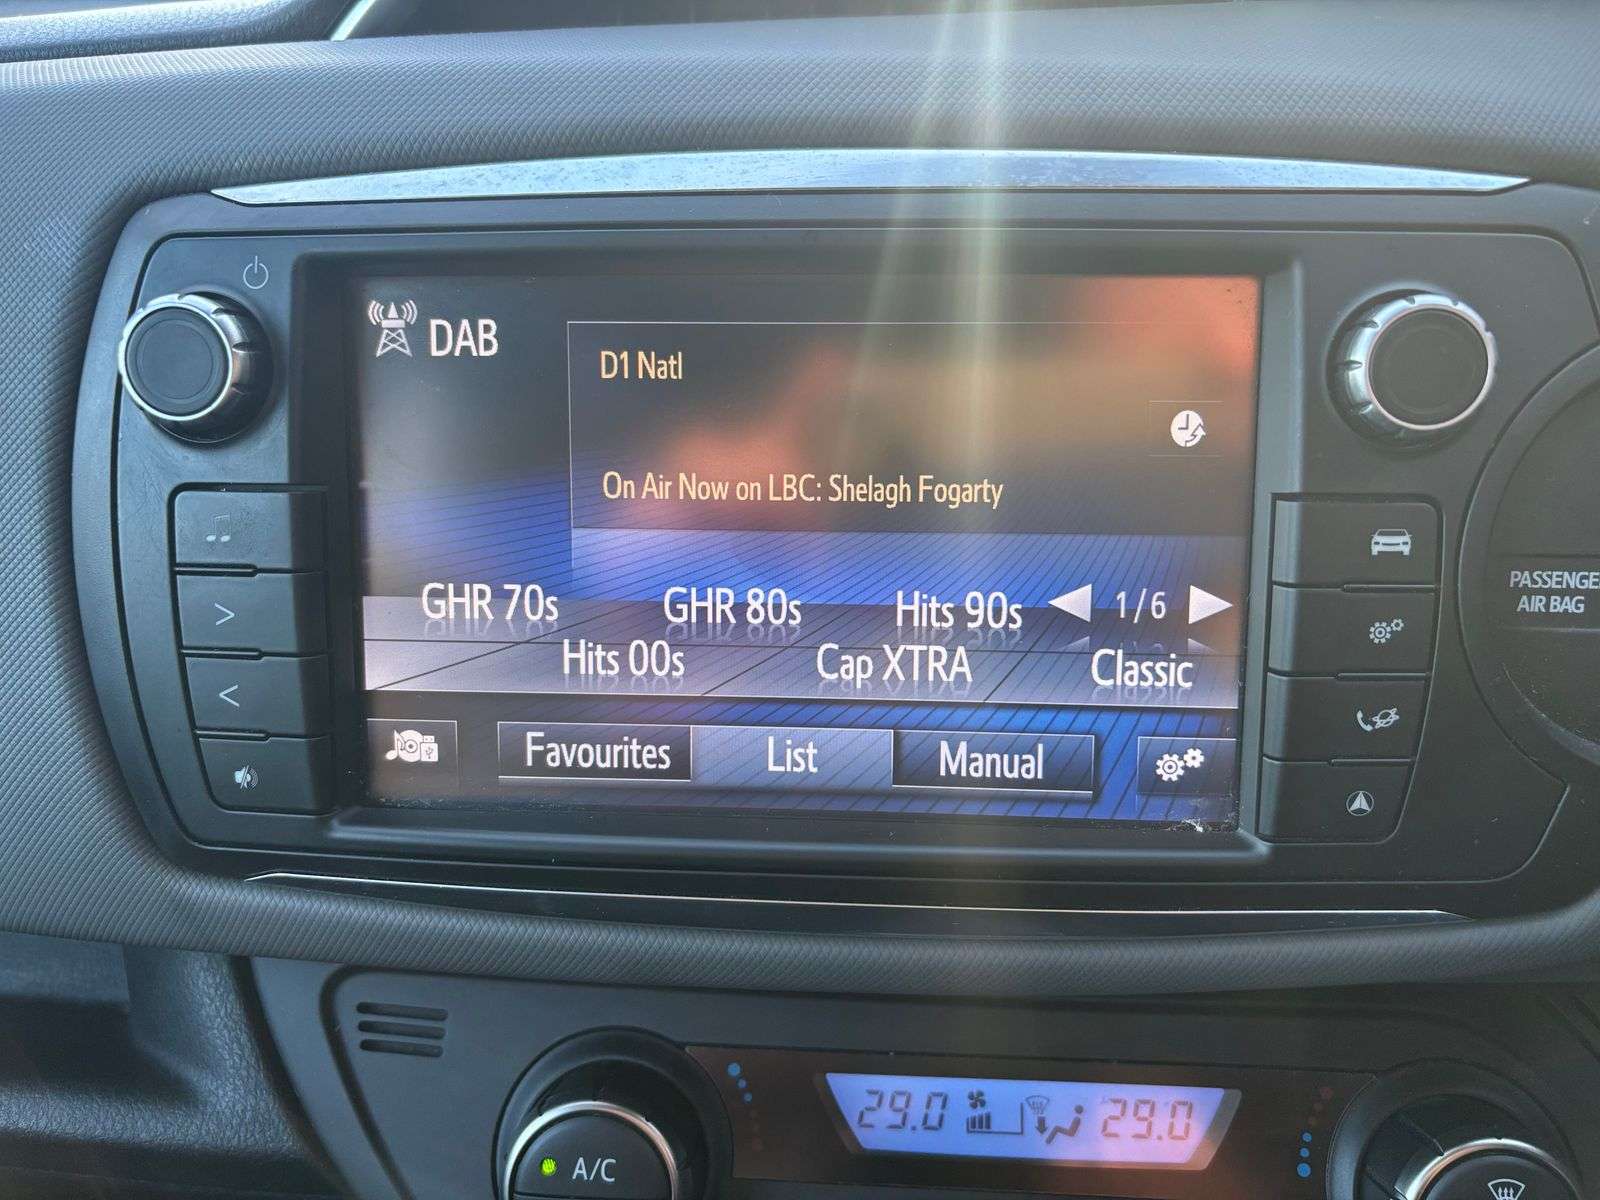 DAB
D1 Natl
On Air Now on LBC: Shelagh Fogarty
GHR 70s GHR 80s Hits 90s 1/6
Hits 00s Cap XTRA Classic
Favourites List Manual
PASSENGE
AIR BAG
29.0 29.0
A/C